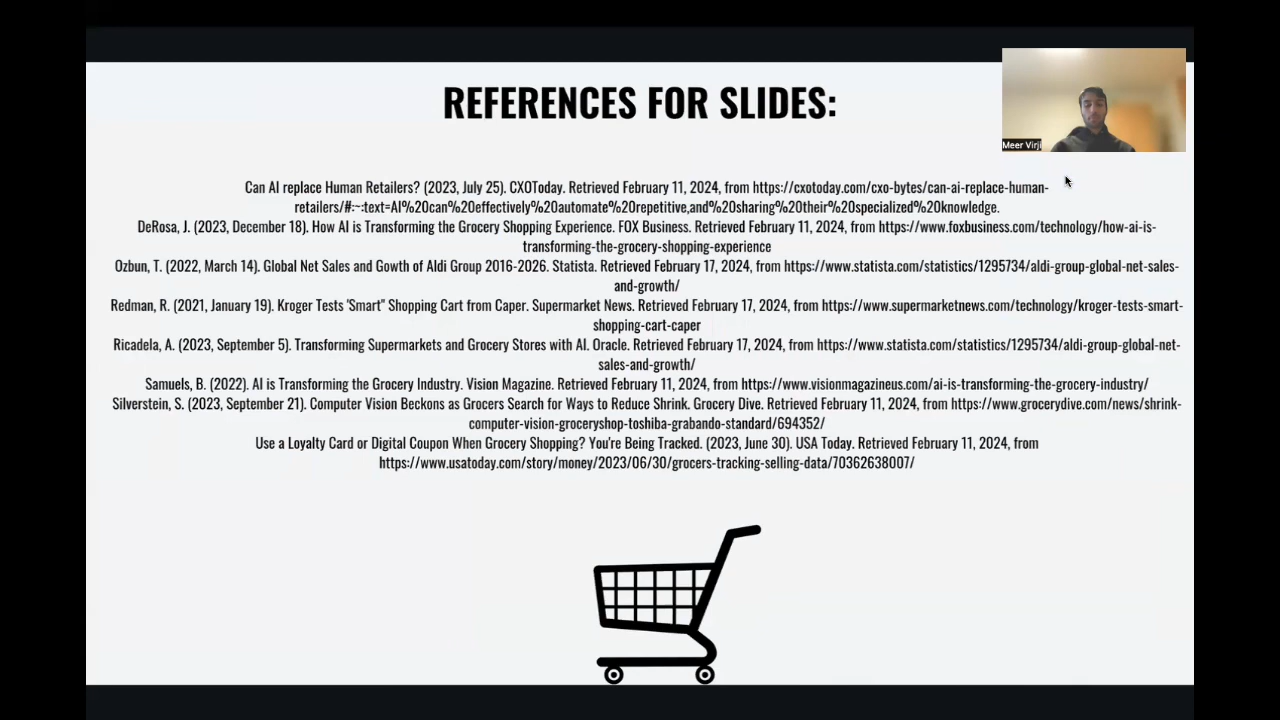 REFERENCES FOR SLIDES:
Meer Virji
Can AI replace Human Retailers? (2023, July 25). CXOToday. Retrieved February 11, 2024, from https://cxotoday.com/cxo-bytes/can-ai-replace-human-
retailers/#:~:text=AI%20can%20effectively%20automate%20repetitive,and%20sharing%20their%20specialized%20knowledge.
DeRosa, J. (2023, December 18). How AI is Transforming the Grocery Shopping Experience. FOX Business. Retrieved February 11, 2024, from https://www.foxbusiness.com/technology/how-ai-is-
transforming-the-grocery-shopping-experience
Ozbun, T. (2022, March 14). Global Net Sales and Gowth of Aldi Group 2016-2026. Statista. Retrieved February 17, 2024, from https://www.statista.com/statistics/1295734/aldi-group-global-net-sales-
and-growth/
Redman, R. (2021, January 19). Kroger Tests 'Smart" Shopping Cart from Caper. Supermarket News. Retrieved February 17, 2024, from https://www.supermarketnews.com/technology/kroger-tests-smart-
shopping-cart-caper
Ricadela, A. (2023, September 5). Transforming Supermarkets and Grocery Stores with AI. Oracle. Retrieved February 17, 2024, from https://www.statista.com/statistics/1295734/aldi-group-global-net-
sales-and-growth/
Samuels, B. (2022). AI is Transforming the Grocery Industry. Vision Magazine. Retrieved February 11, 2024, from https://www.visionmagazineus.com/ai-is-transforming-the-grocery-industry/
Silverstein, S. (2023, September 21). Computer Vision Beckons as Grocers Search for Ways to Reduce Shrink. Grocery Dive. Retrieved February 11, 2024, from https://www.grocerydive.com/news/shrink-
computer-vision-groceryshop-toshiba-grabando-standard/694352/
Use a Loyalty Card or Digital Coupon When Grocery Shopping? You're Being Tracked. (2023, June 30). USA Today. Retrieved February 11, 2024, from
https://www.usatoday.com/story/money/2023/06/30/grocers-tracking-selling-data/70362638007/